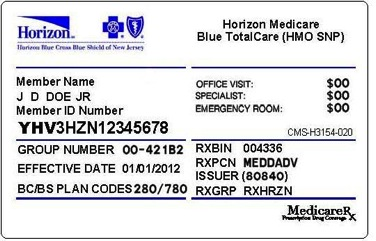 Horizon
Horizon Blue Cross Blue Shield of New Jersey
Horizon Medicare
Blue TotalCare (HMO SNP)
Member Name
J D DOE JR
Member ID Number
YHV3HZN12345678
OFFICE VISIT: $00
SPECIALIST: $00
EMERGENCY ROOM: $00
CMS-H3154-020
GROUP NUMBER 00-421B2
EFFECTIVE DATE 01/01/2012
BC/BS PLAN CODES 280/780
RXBIN 004336
RXPCN MEDDADV
ISSUER (80840)
RXGRP RXHRZN
MedicareRx
Prescription Drug Coverage